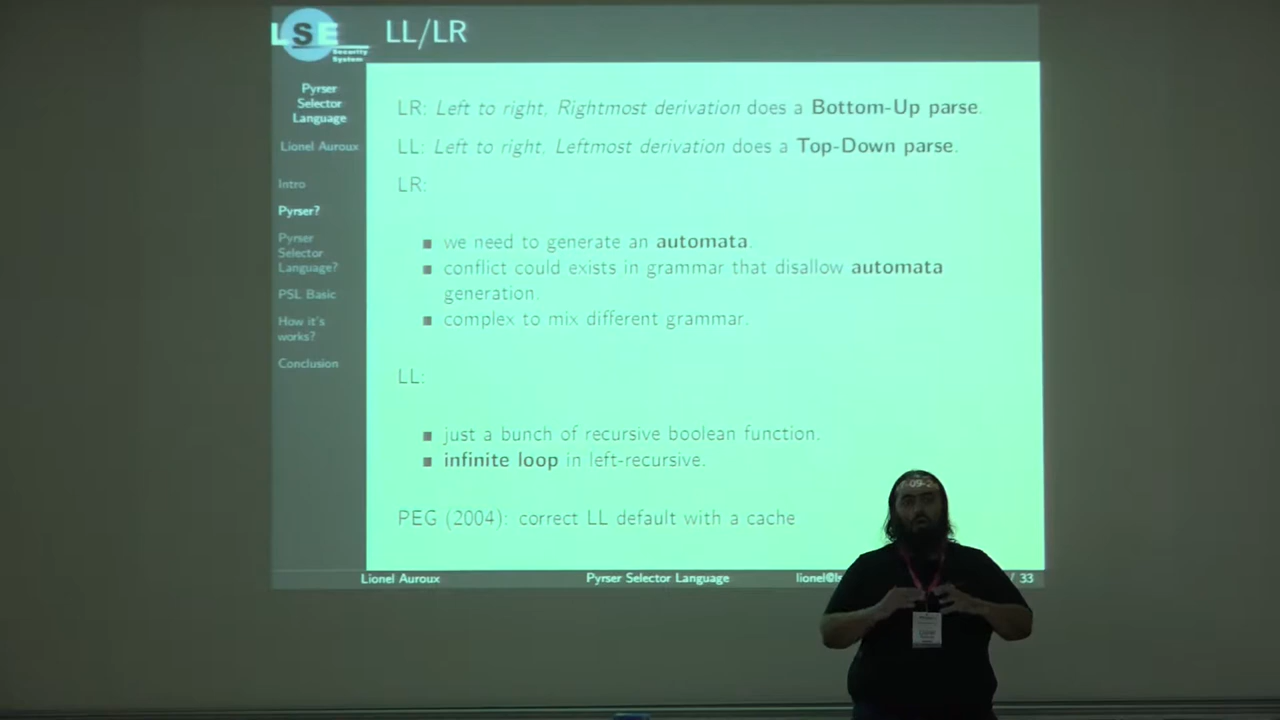 LSE
Security
System
LL/LR
Pyrser
Selector
Language
Lionel Auroux
Intro
Pyrser?
Pyrser
Selector
Language?
PSL Basic
How it's
works?
Conclusion
LR: Left to right, Rightmost derivation does a Bottom-Up parse.
LL: Left to right, Leftmost derivation does a Top-Down parse.
LR:
we need to generate an automata.
conflict could exists in grammar that disallow automata
generation.
complex to mix different grammar.
LL:
just a bunch of recursive boolean function.
infinite loop in left-recursive.
PEG (2004): correct LL default with a cache
Lionel Auroux
Pyrser Selector Language
/ 33